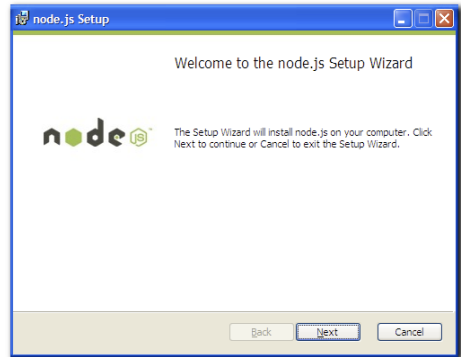 node.js Setup
Welcome to the node.js Setup Wizard
node JS
The Setup Wizard will install node.js on your computer. Click
Next to continue or Cancel to exit the Setup Wizard.
Back Next Cancel